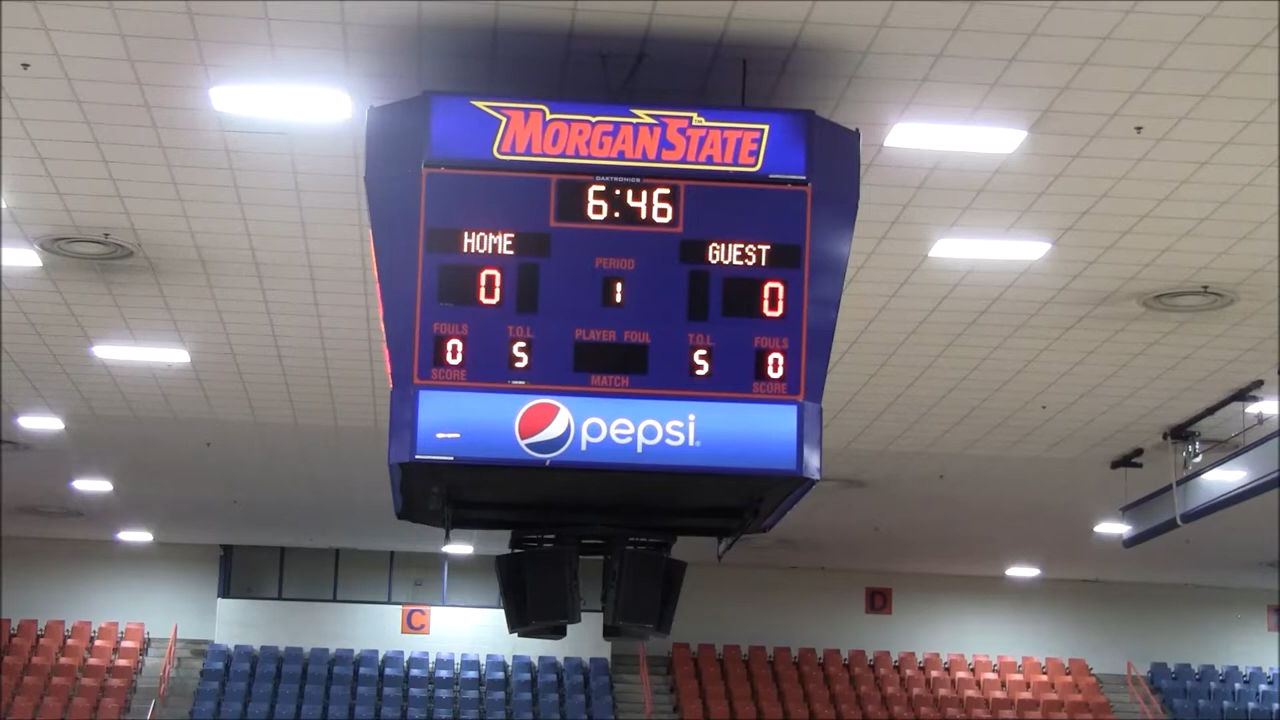 MORGAN STATE™
DAKTRONICS
6:46
HOME
GUEST
PERIOD
0
1
0
FOULS
T.O.L.
PLAYER FOUL
T.O.L.
FOULS
0
5
5
0
SCORE
MATCH
SCORE
pepsi
C
D